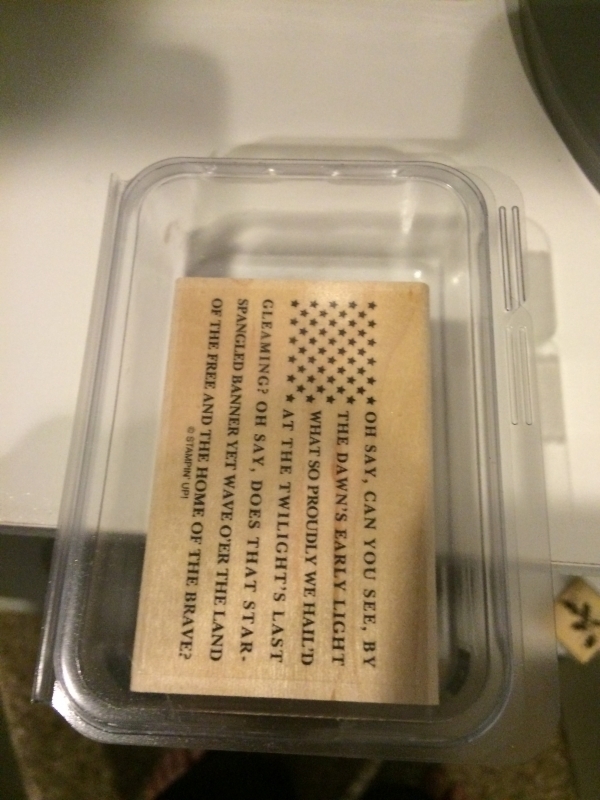 OH SAY, CAN YOU SEE, BY
THE DAWN'S EARLY LIGHT
WHAT SO PROUDLY WE HAIL'D
AT THE TWILIGHT'S LAST
GLEAMING? OH SAY, DOES THAT STAR-
SPANGLED BANNER YET WAVE O'ER THE LAND
OF THE FREE AND THE HOME OF THE BRAVE?
© STAMPIN' UP!